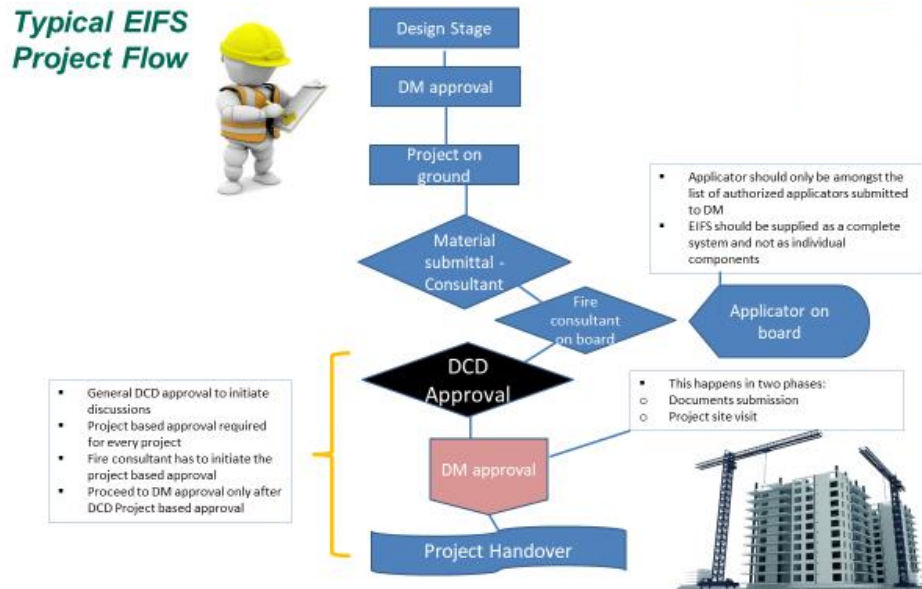 Typical EIFS
Project Flow
Design Stage
DM approval
Project on
ground
▪ Applicator should only be amongst the
list of authorized applicators submitted
to DM
▪ EIFS should be supplied as a complete
system and not as individual
components
Material
submittal -
Consultant
Fire
consultant
on board
Applicator on
board
DCD
Approval
▪ General DCD approval to initiate
discussions
▪ Project based approval required
for every project
▪ Fire consultant has to initiate the
project based approval
▪ Proceed to DM approval only after
DCD Project based approval
▪ This happens in two phases:
o Documents submission
o Project site visit
DM approval
Project Handover